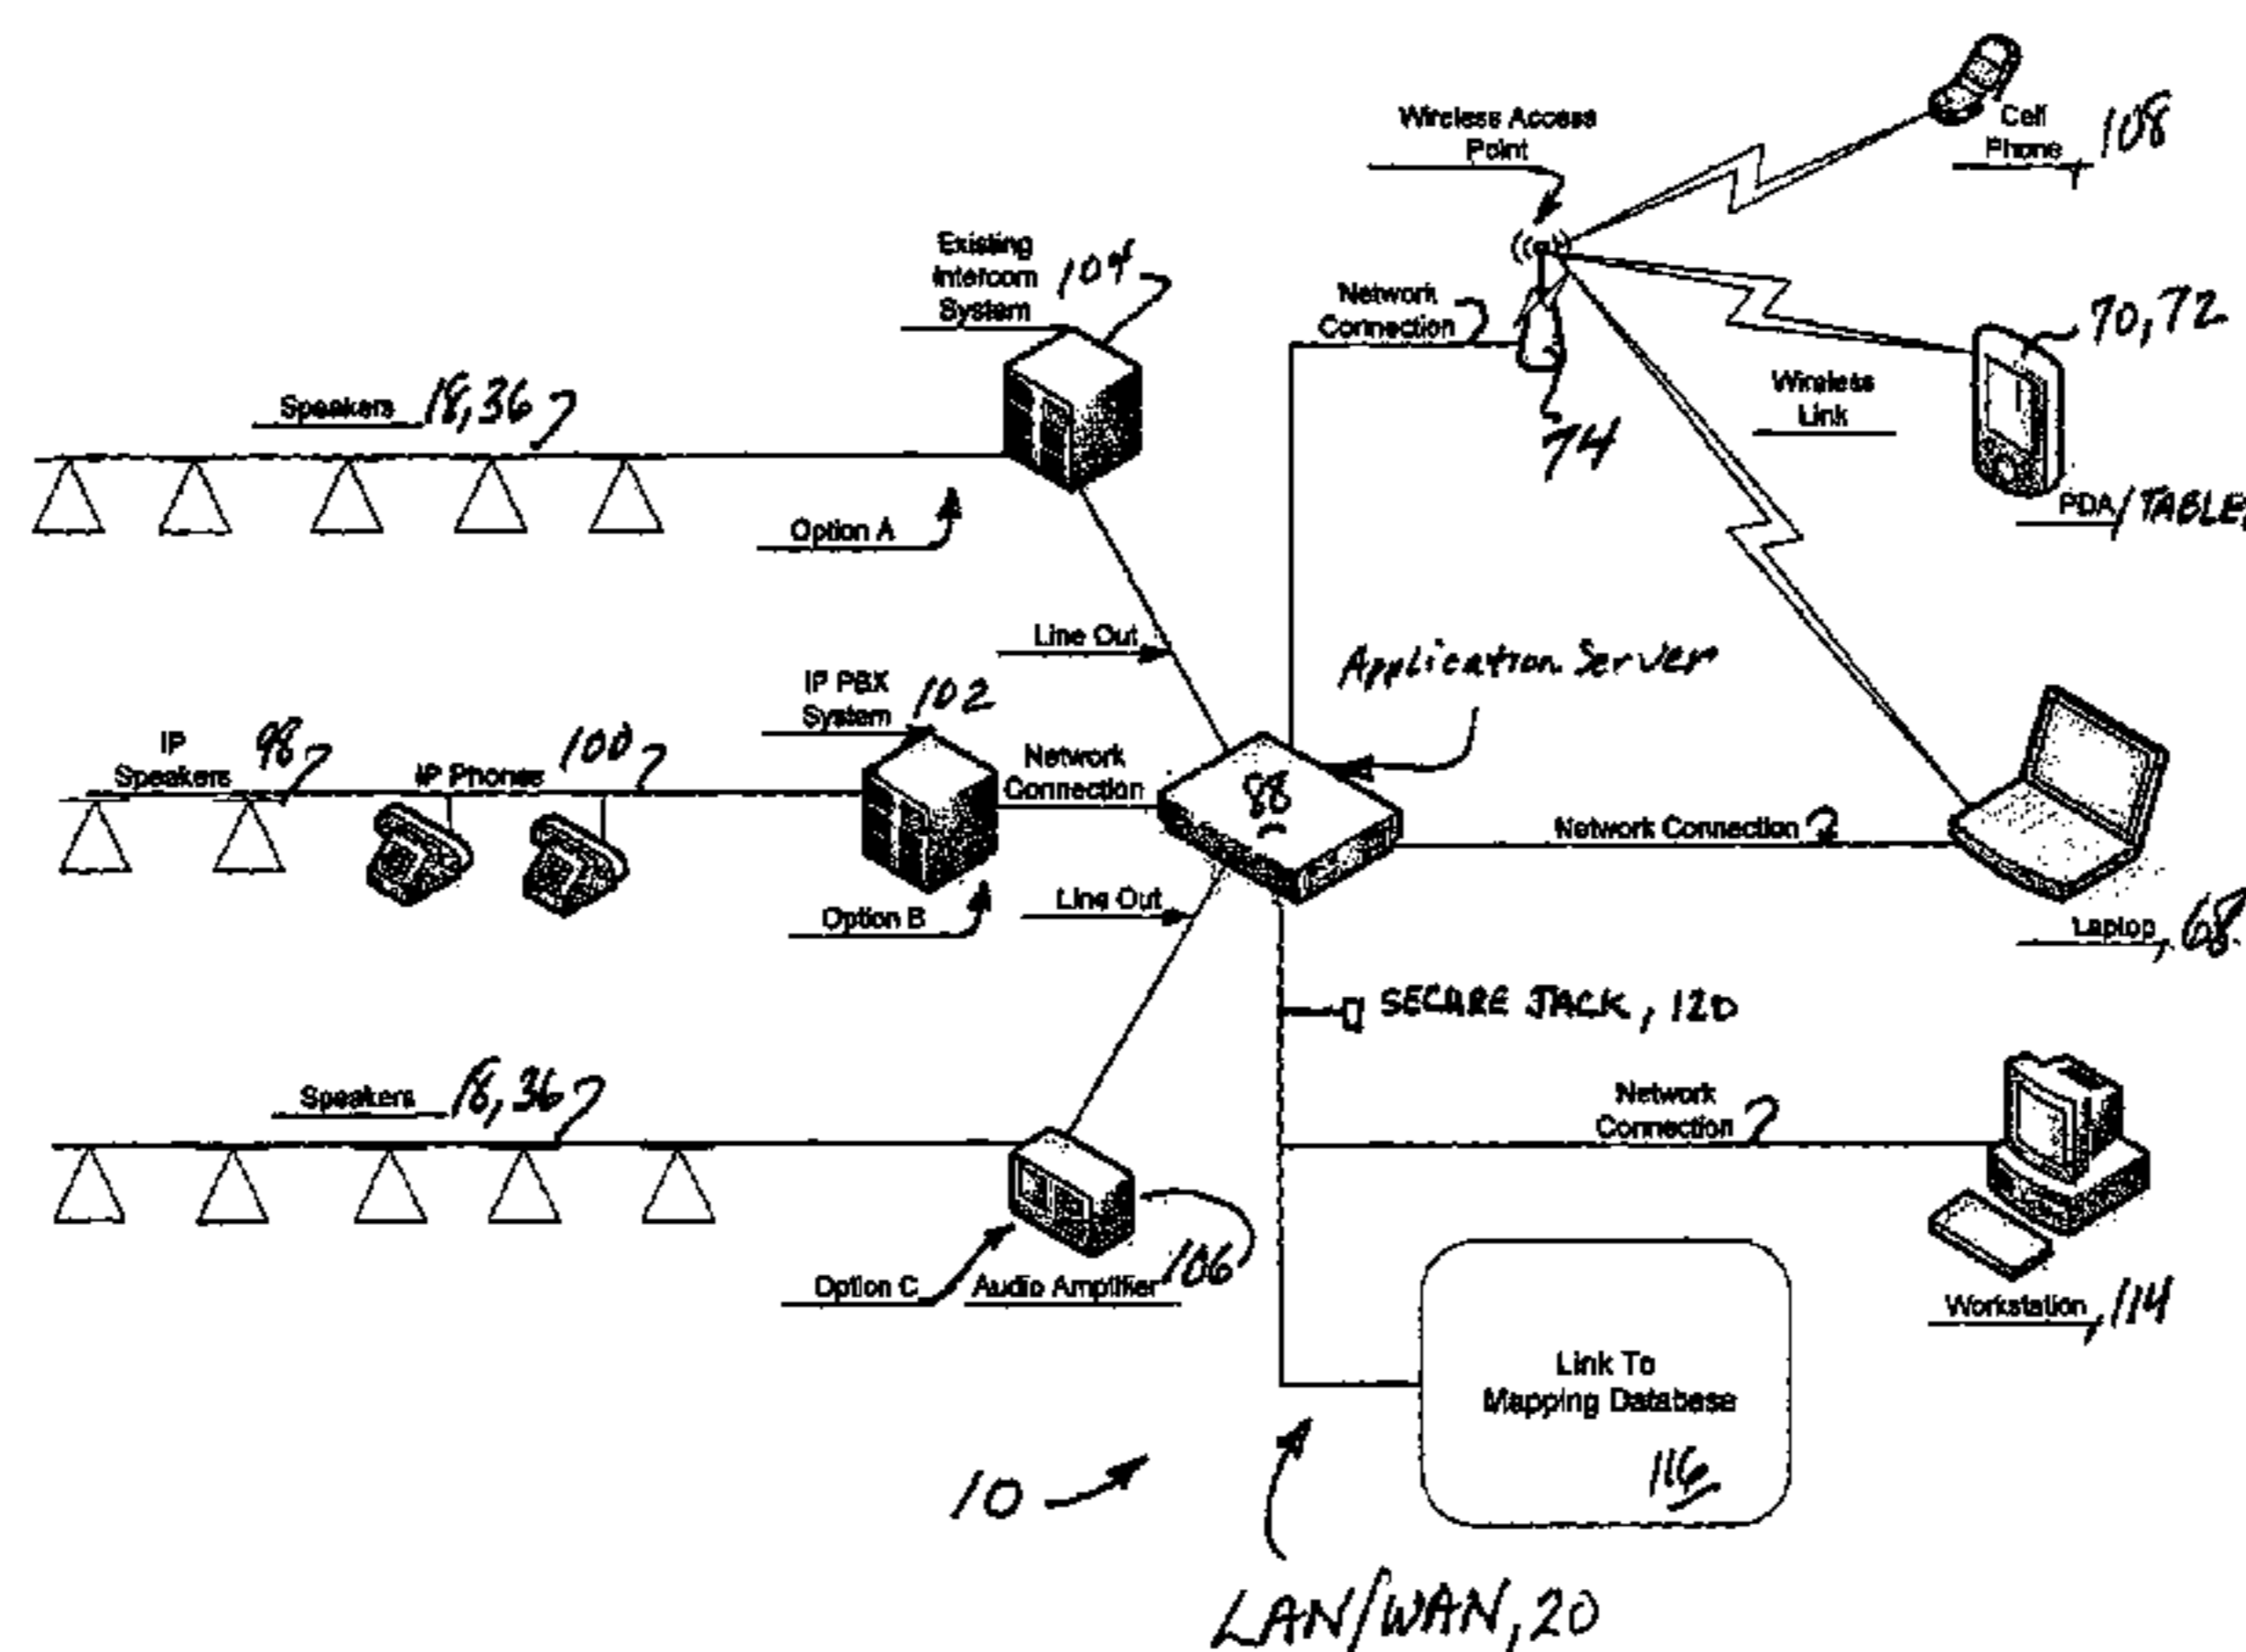 Wireless Access
Point
Cell
Phone 108
Existing
Intercom
System 104
Network
Connection
70, 72
Wireless
Link
74
Speakers 18, 36
PDA/TABLE
Option A
Line Out
Application Server
IP PBX
System 102
IP
Speakers 98
IP Phones 100
Network
Connection
88
Network Connection
Option B
Line Out
Laptop, 68
SECURE JACK, 120
Speakers 18, 36
Network
Connection
Option C
Audio Amplifier 106
Workstation, 114
Link To
Mapping Database
116
10
LAN/WAN, 20